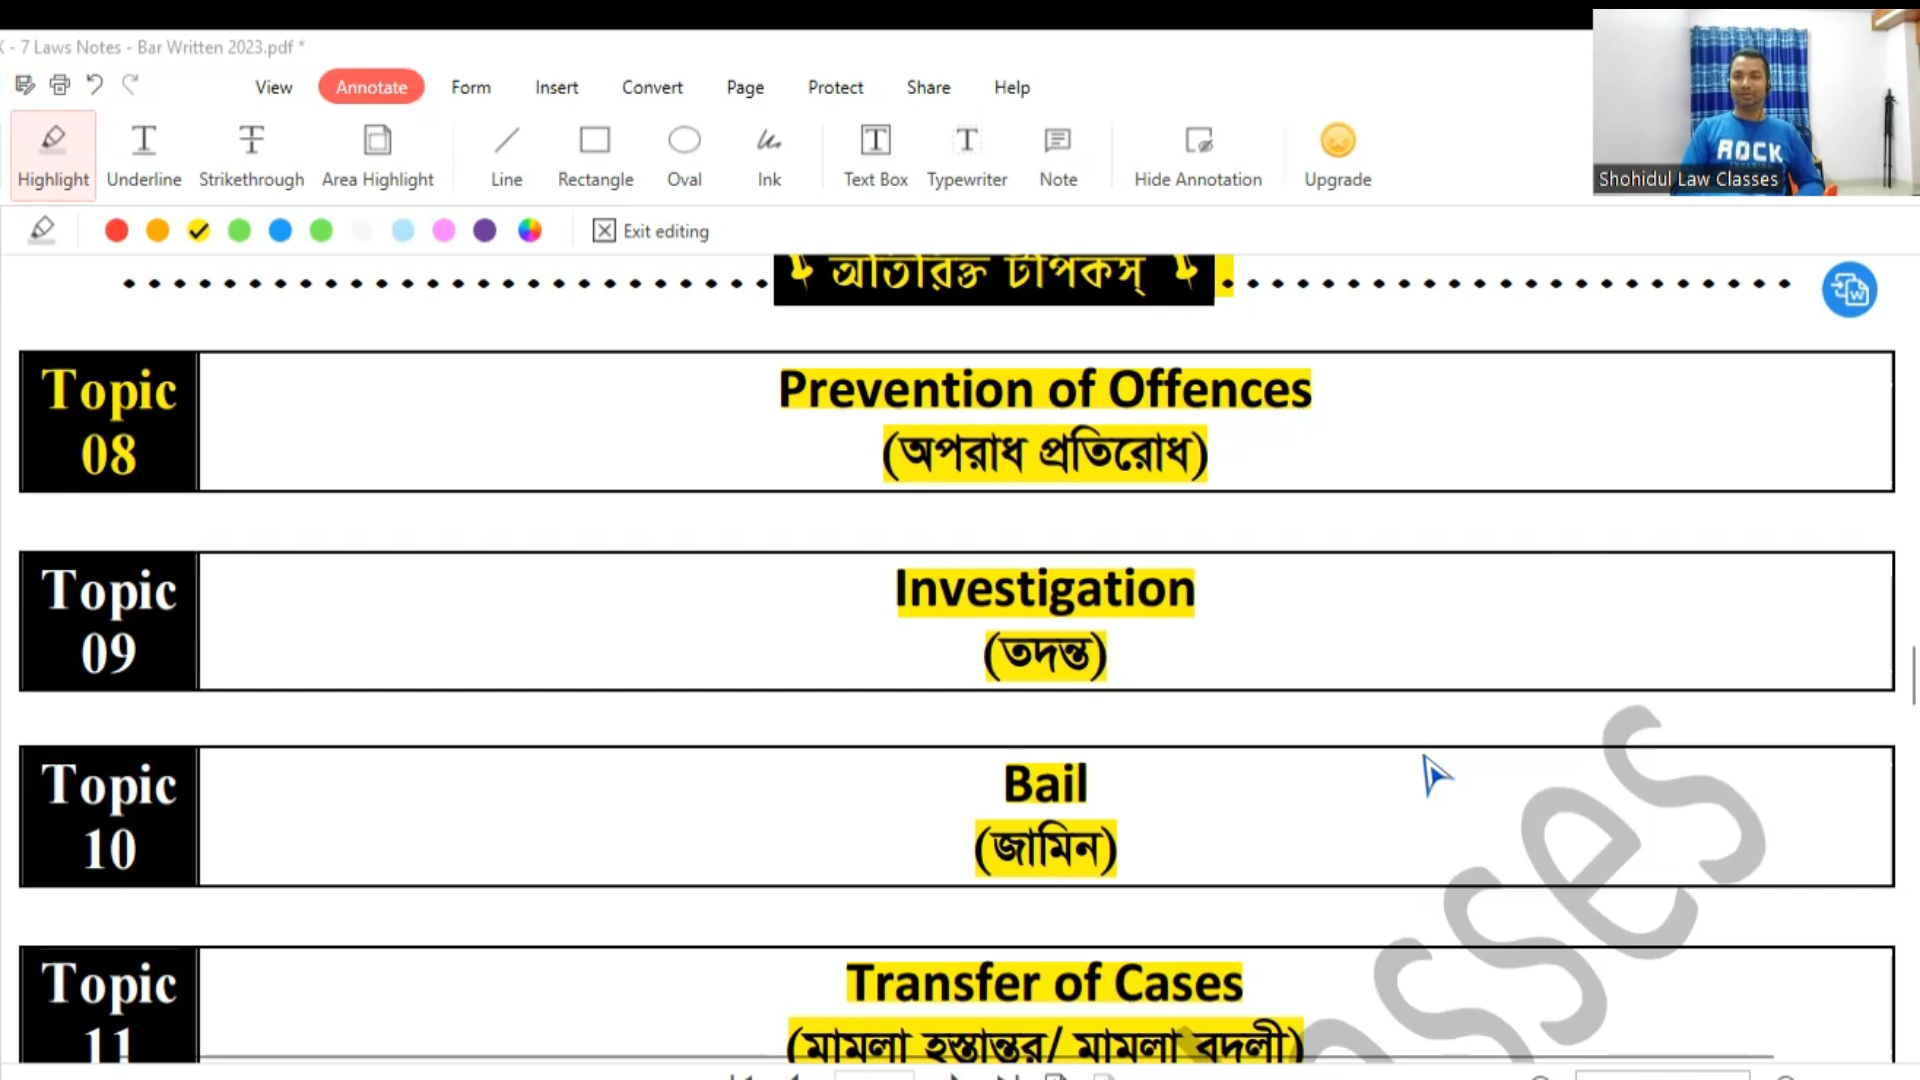 X - 7 Laws Notes - Bar Written 2023.pdf *
View Annotate Form Insert Convert Page Protect Share Help
Highlight Underline Strikethrough Area Highlight Line Rectangle Oval Ink Text Box Typewriter Note Hide Annotation Upgrade
ROCK
Shohidul Law Classes
Exit editing
অতিরিক্ত টপিকস্
Topic
08
Prevention of Offences
(অপরাধ প্রতিরোধ)
Topic
09
Investigation
(তদন্ত)
Topic
10
Bail
(জামিন)
Topic
11
Transfer of Cases
(মামলা হস্তান্তর/ মামলা বদলী)